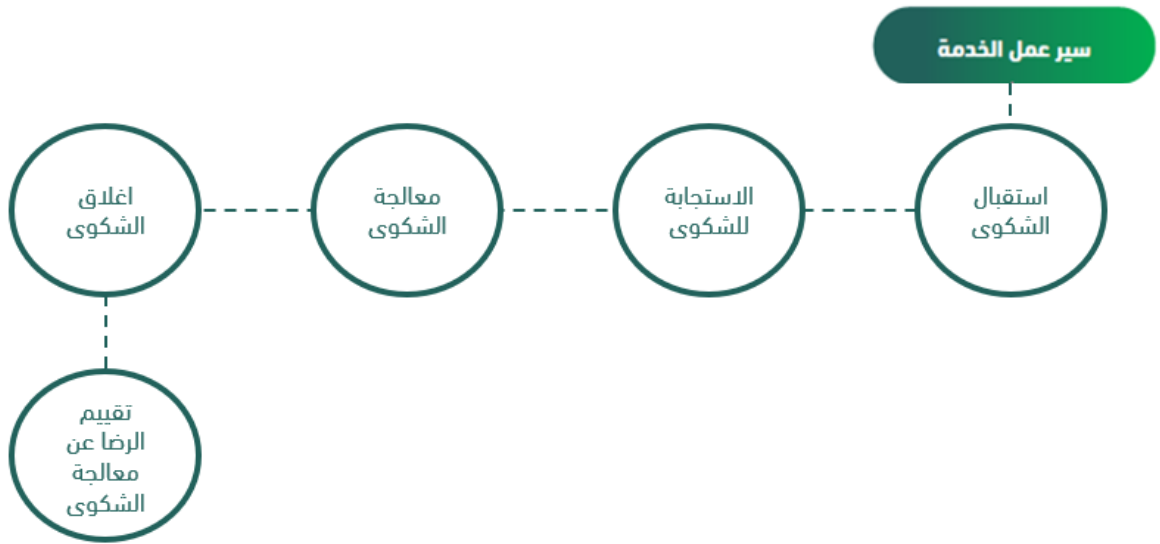 سير عمل الخدمة
استقبال
الشكوى
الاستجابة
للشكوى
معالجة
الشكوى
اغلاق
الشكوى
تقييم
الرضا عن
معالجة
الشكوى